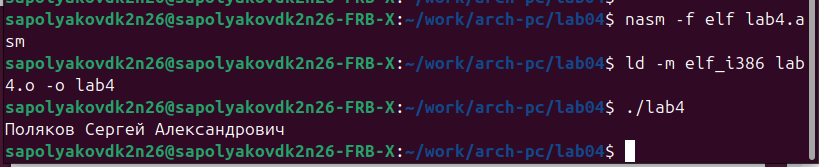 sapolyakovdk2n26@sapolyakovdk2n26-FRB-X:~/work/arch-pc/lab04$ nasm -f elf lab4.a
sm
sapolyakovdk2n26@sapolyakovdk2n26-FRB-X:~/work/arch-pc/lab04$ ld -m elf_i386 lab
4.o -o lab4
sapolyakovdk2n26@sapolyakovdk2n26-FRB-X:~/work/arch-pc/lab04$ ./lab4
Поляков Сергей Александрович
sapolyakovdk2n26@sapolyakovdk2n26-FRB-X:~/work/arch-pc/lab04$